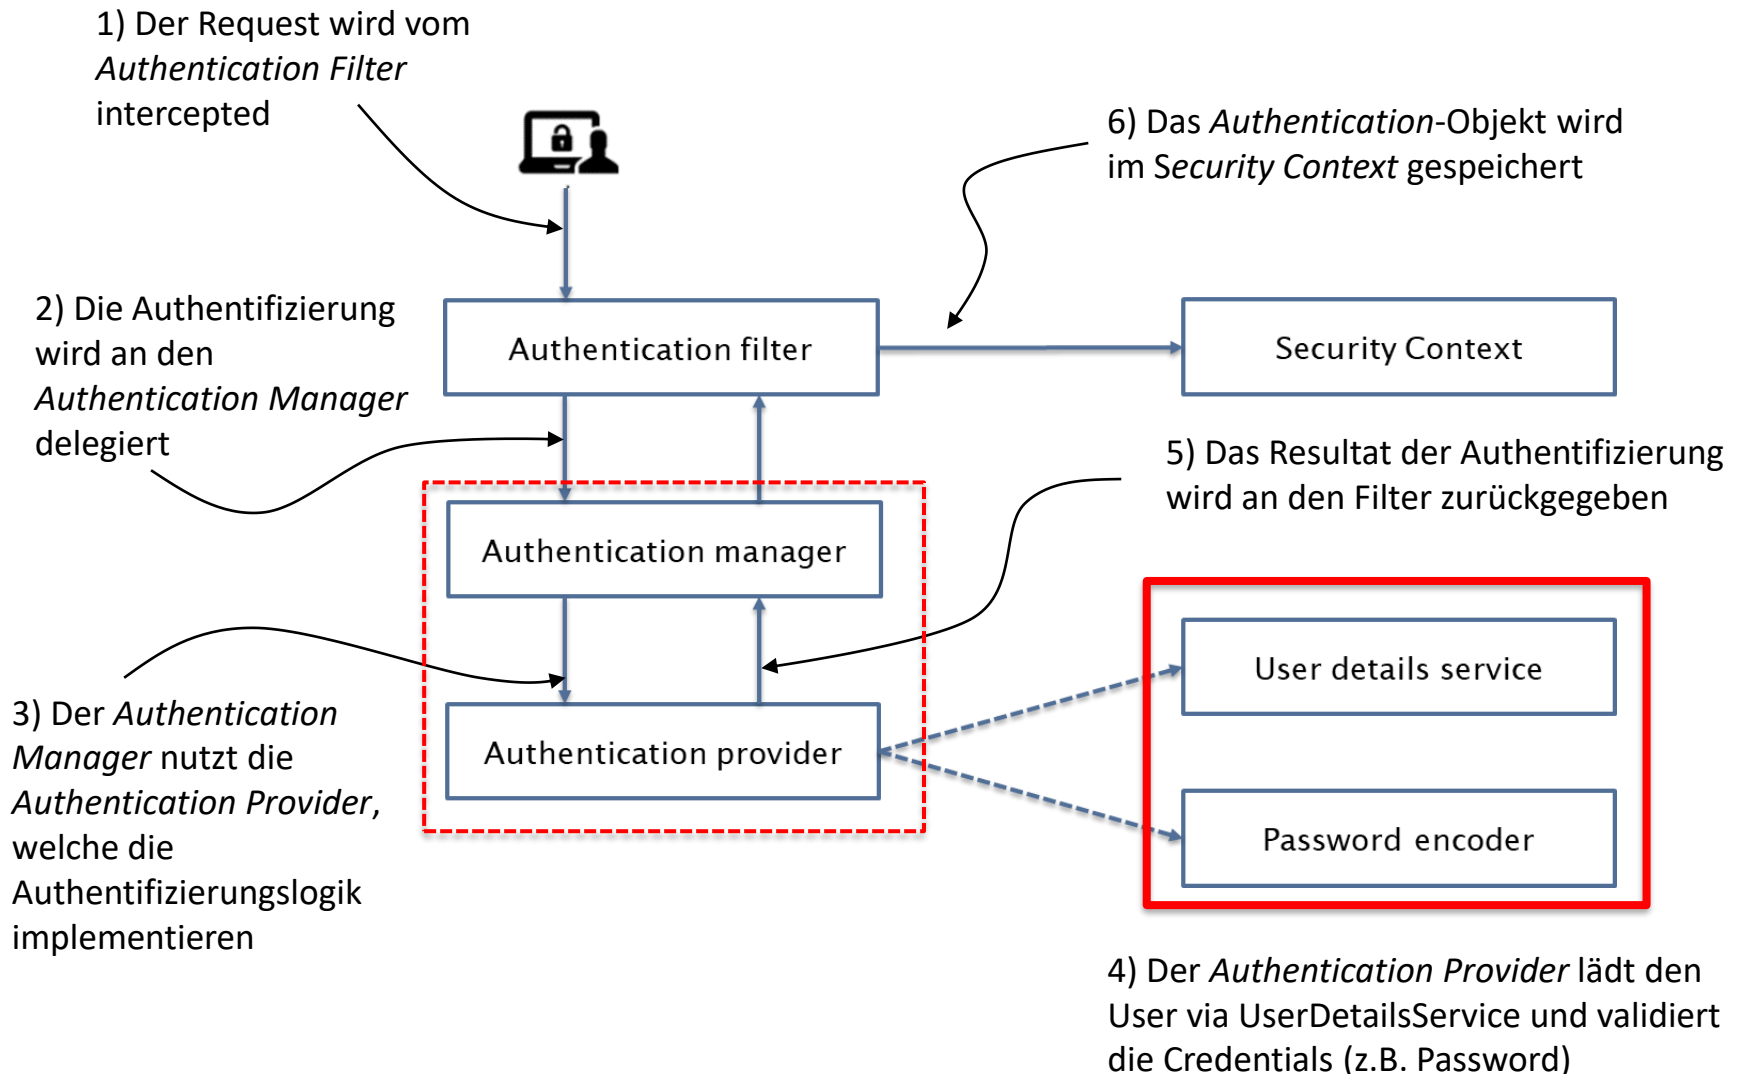 1) Der Request wird vom
Authentication Filter
intercepted
6) Das Authentication-Objekt wird
im Security Context gespeichert
2) Die Authentifizierung
wird an den
Authentication Manager
delegiert
Authentication filter
Security Context
5) Das Resultat der Authentifizierung
wird an den Filter zurückgegeben
Authentication manager
User details service
3) Der Authentication
Manager nutzt die
Authentication Provider,
welche die
Authentifizierungslogik
implementieren
Authentication provider
Password encoder
4) Der Authentication Provider lädt den
User via UserDetailsService und validiert
die Credentials (z.B. Password)